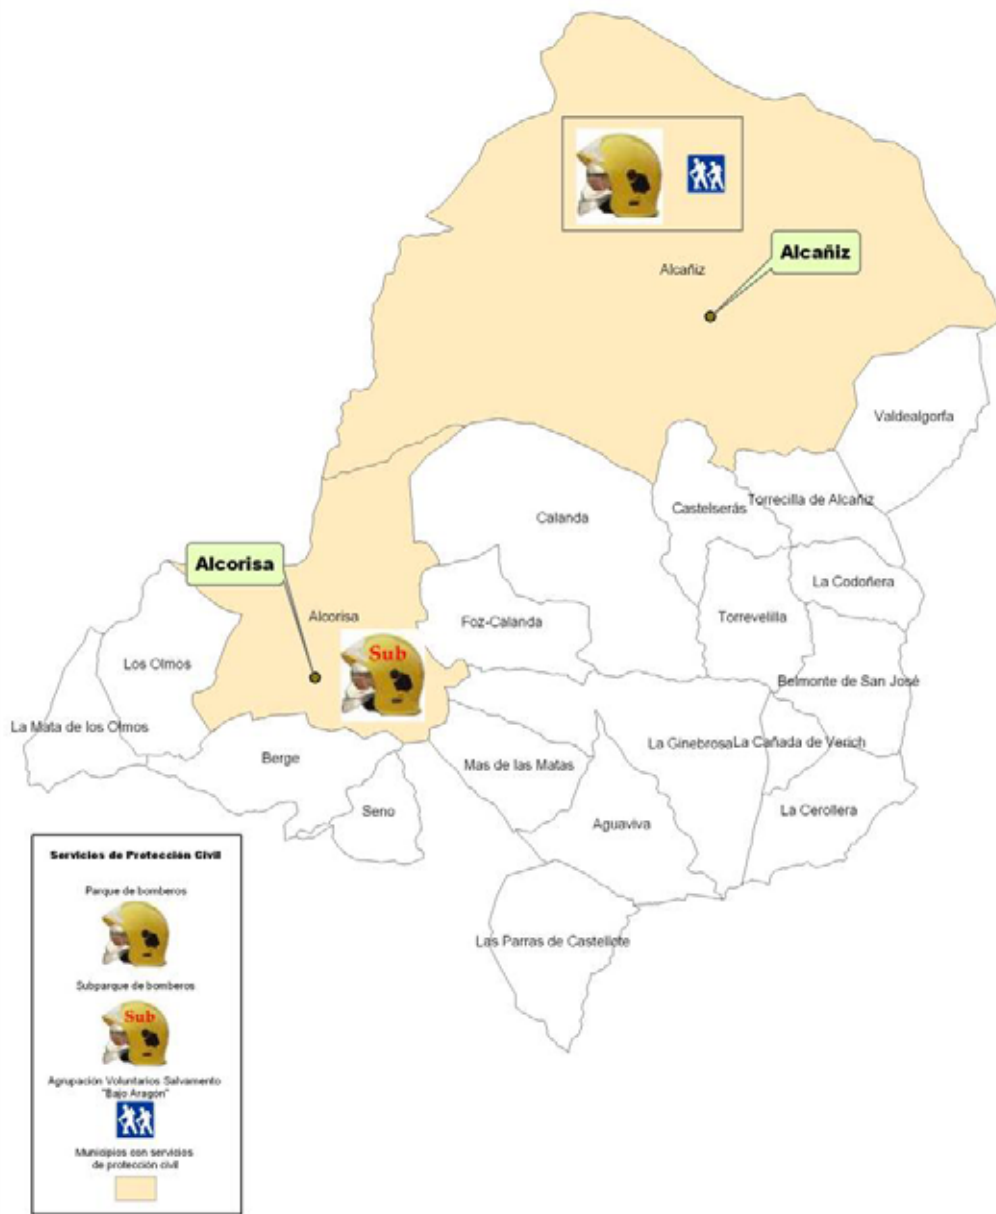 Alcañiz
Alcañiz
Valdealgorfa
Torrecilla de Alcañiz
Castelserás
Calanda
Alcorisa
La Codoñera
Alcorisa
Foz-Calanda
Torrevelilla
Sub
Los Olmos
Belmonte de San José
La Mata de los Olmos
La Ginebrosa
La Cañada de Verich
Berge
Mas de las Matas
Seno
Aguaviva
La Cerollera
Las Parras de Castellote
Servicios de Protección Civil
Parque de bomberos
Subparque de bomberos
Sub
Agrupación Voluntarios Salvamento
"Bajo Aragón"
Municipios con servicios
de protección civil